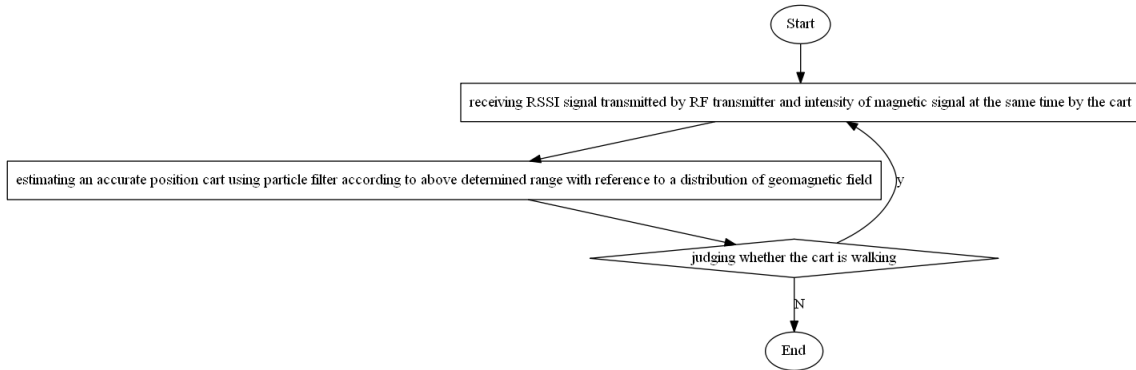 Start
receiving RSSI signal transmitted by RF transmitter and intensity of magnetic signal at the same time by the cart
estimating an accurate position cart using particle filter according to above determined range with reference to a distribution of geomagnetic field
y
judging whether the cart is walking
N
End